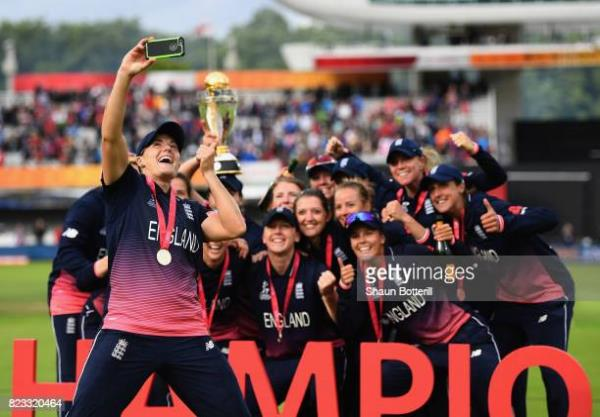 ENGLAND
ENGLAND
ENGLAND
gettyimages
Shaun Botterill
HAMPIO
823320464